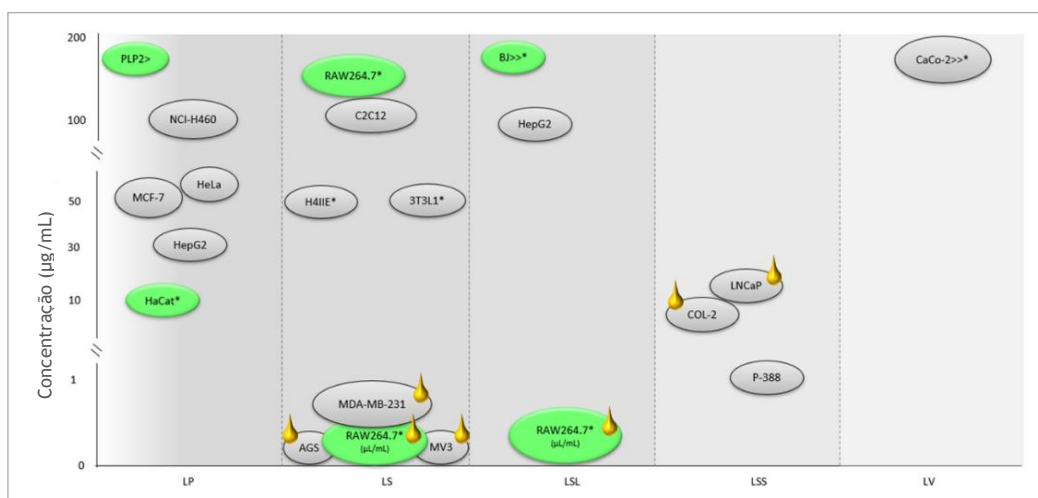 Concentração (µg/mL)
200
100
50
30
10
1
0
PLP2>
NCI-H460
MCF-7
HeLa
HepG2
HaCat*
RAW264.7*
C2C12
H4IIE*
3T3L1*
MDA-MB-231
AGS
RAW264.7*
(µL/mL)
MV3
BJ>>*
HepG2
RAW264.7*
(µL/mL)
LNCaP
COL-2
P-388
CaCo-2>>*
LP
LS
LSL
LSS
LV